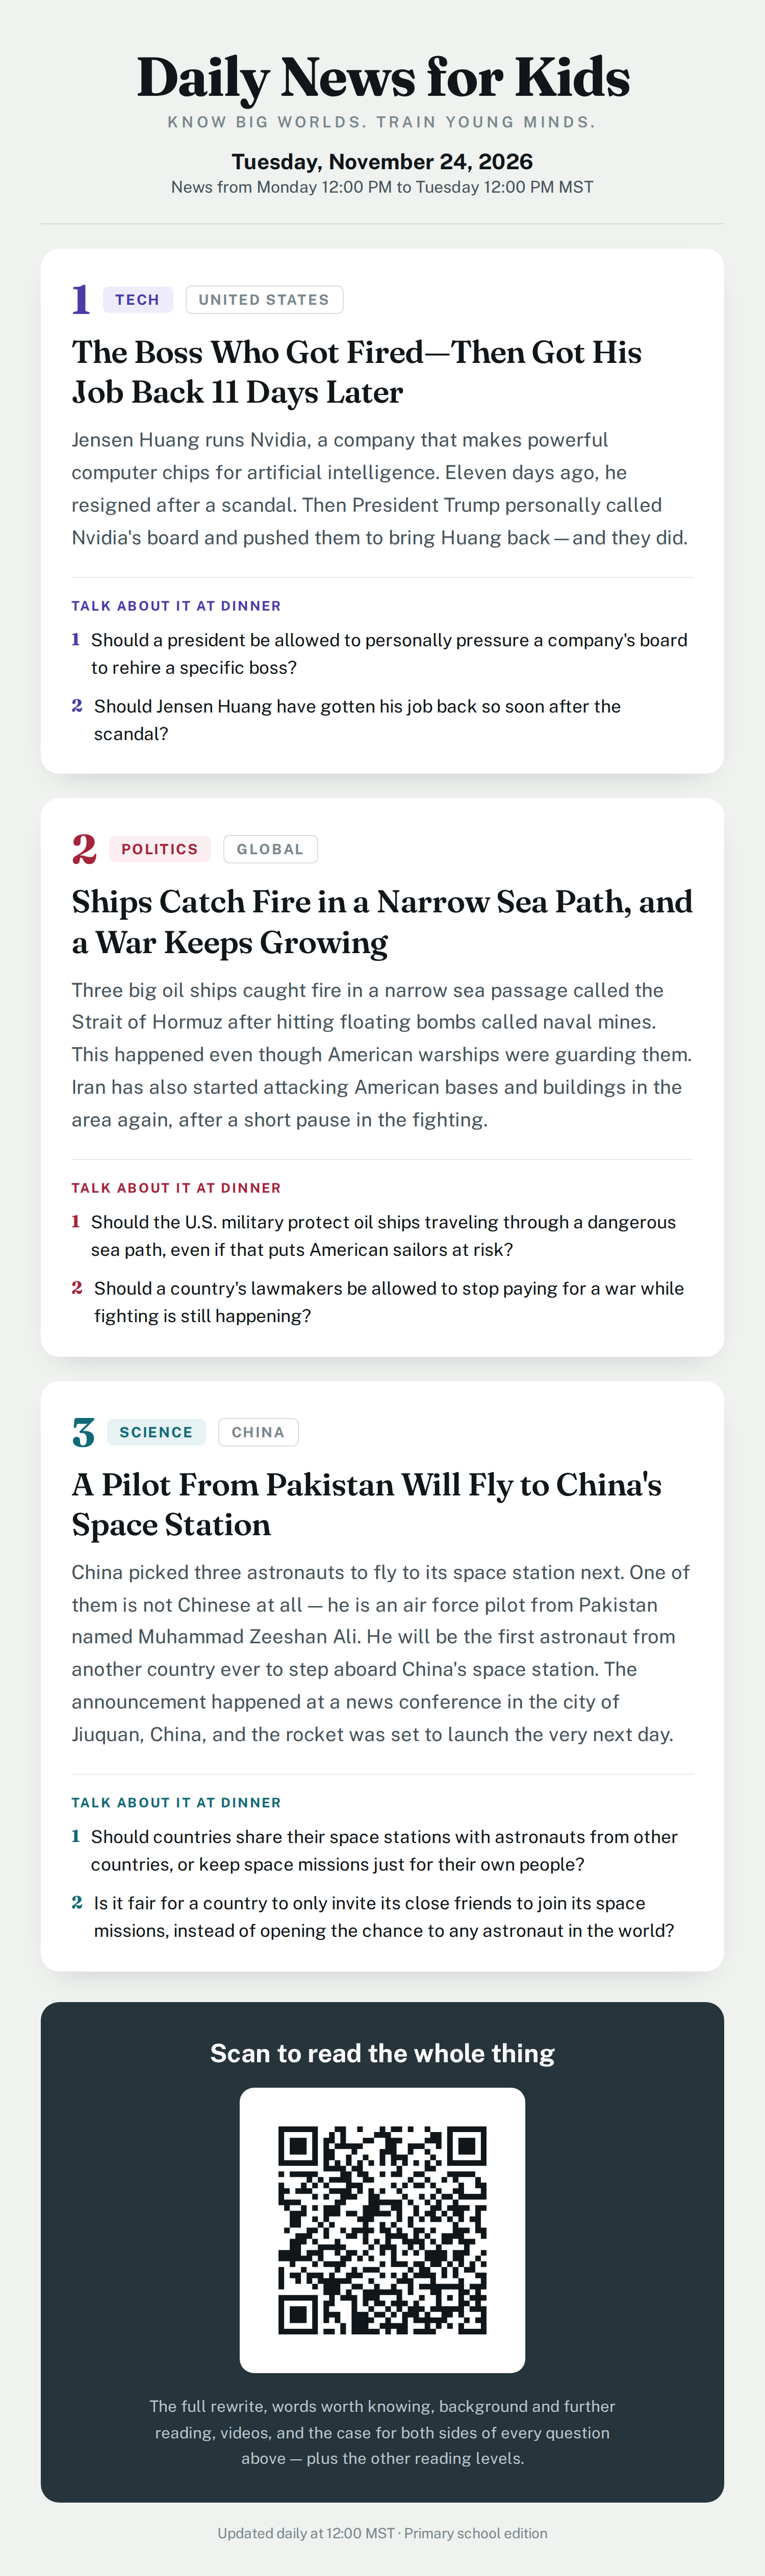 Daily News for Kids
KNOW BIG WORLDS. TRAIN YOUNG MINDS.
Tuesday, November 24, 2026
News from Monday 12:00 PM to Tuesday 12:00 PM MST
1 TECH UNITED STATES
The Boss Who Got Fired—Then Got His
Job Back 11 Days Later
Jensen Huang runs Nvidia, a company that makes powerful
computer chips for artificial intelligence. Eleven days ago, he
resigned after a scandal. Then President Trump personally called
Nvidia's board and pushed them to bring Huang back—and they did.
TALK ABOUT IT AT DINNER
1 Should a president be allowed to personally pressure a company's board
to rehire a specific boss?
2 Should Jensen Huang have gotten his job back so soon after the
scandal?
2 POLITICS GLOBAL
Ships Catch Fire in a Narrow Sea Path, and
a War Keeps Growing
Three big oil ships caught fire in a narrow sea passage called the
Strait of Hormuz after hitting floating bombs called naval mines.
This happened even though American warships were guarding them.
Iran has also started attacking American bases and buildings in the
area again, after a short pause in the fighting.
TALK ABOUT IT AT DINNER
1 Should the U.S. military protect oil ships traveling through a dangerous
sea path, even if that puts American sailors at risk?
2 Should a country's lawmakers be allowed to stop paying for a war while
fighting is still happening?
3 SCIENCE CHINA
A Pilot From Pakistan Will Fly to China's
Space Station
China picked three astronauts to fly to its space station next. One of
them is not Chinese at all — he is an air force pilot from Pakistan
named Muhammad Zeeshan Ali. He will be the first astronaut from
another country ever to step aboard China's space station. The
announcement happened at a news conference in the city of
Jiuquan, China, and the rocket was set to launch the very next day.
TALK ABOUT IT AT DINNER
1 Should countries share their space stations with astronauts from other
countries, or keep space missions just for their own people?
2 Is it fair for a country to only invite its close friends to join its space
missions, instead of opening the chance to any astronaut in the world?
Scan to read the whole thing
The full rewrite, words worth knowing, background and further
reading, videos, and the case for both sides of every question
above — plus the other reading levels.
Updated daily at 12:00 MST · Primary school edition